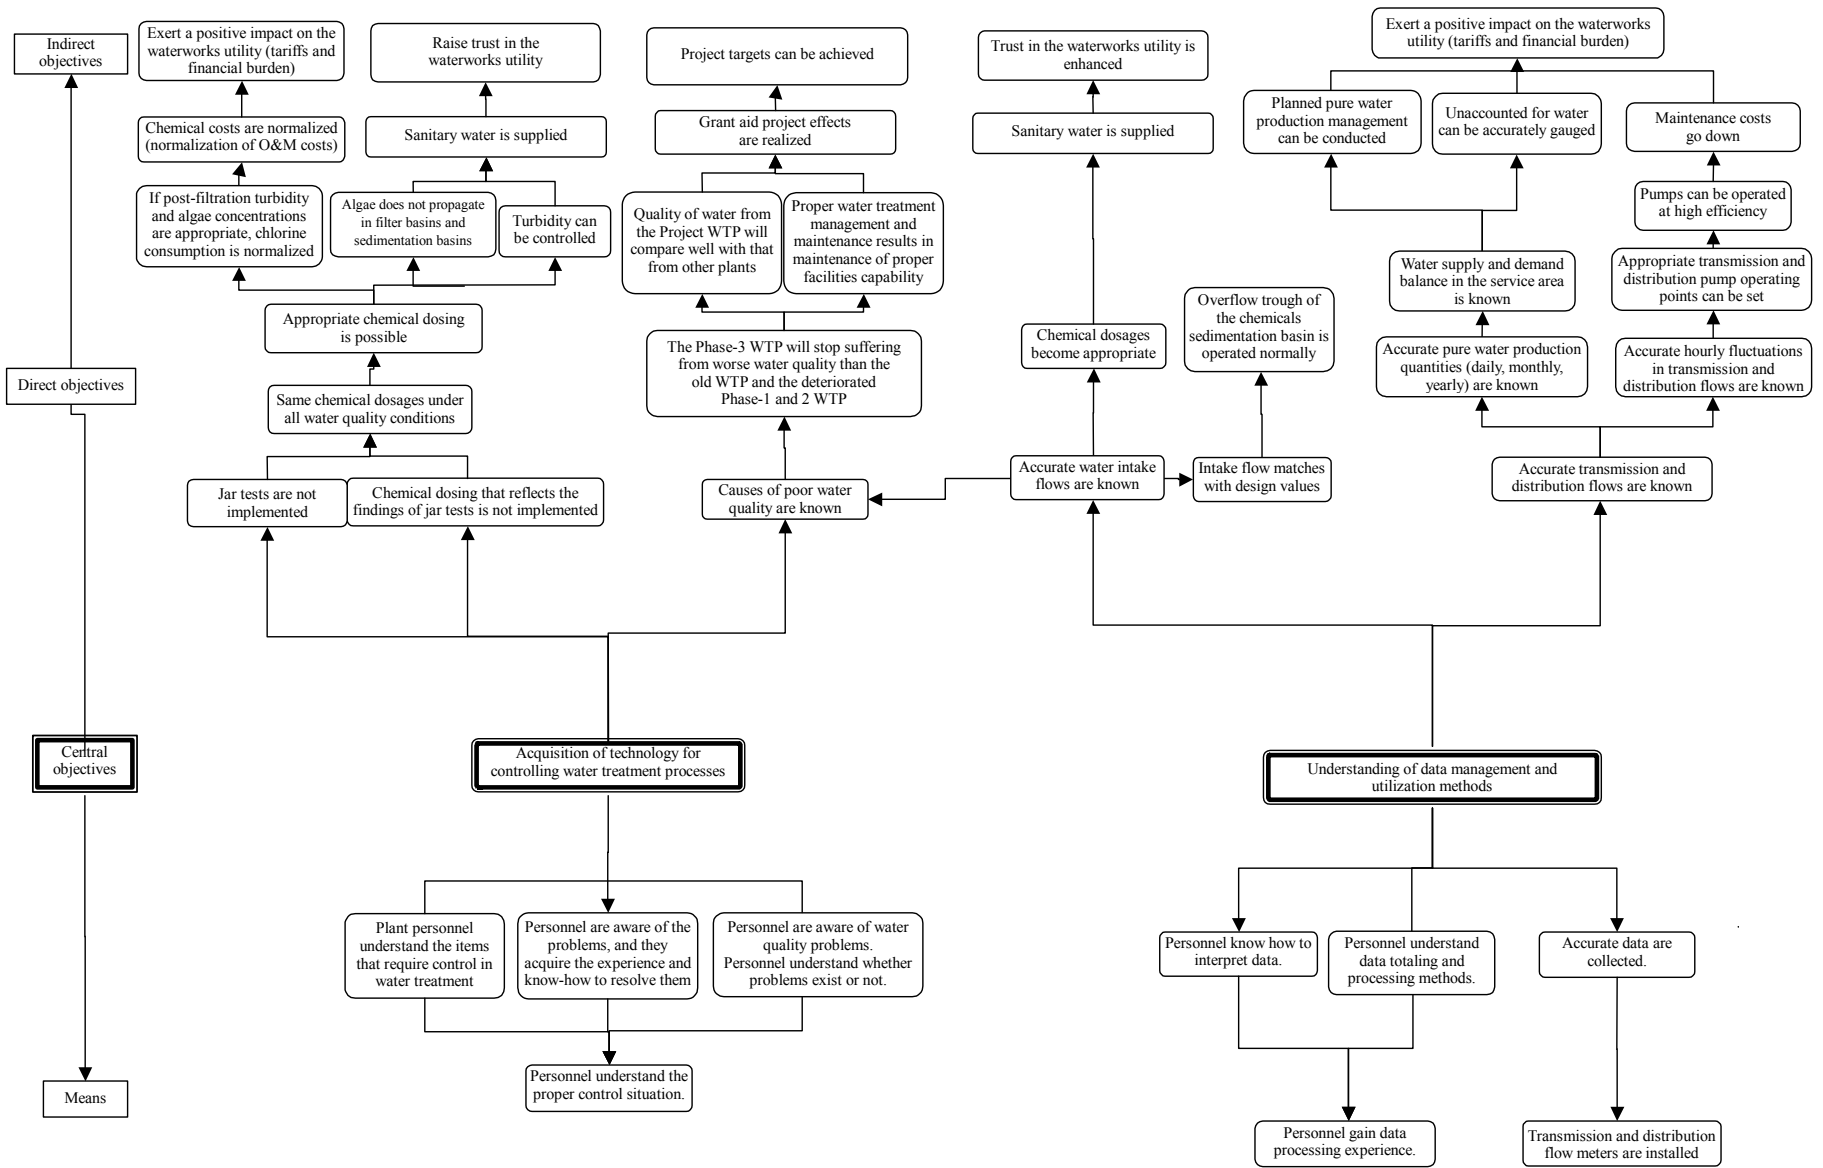 Indirect
objectives
Direct objectives
Central
objectives
Means
Exert a positive impact on the
waterworks utility (tariffs and
financial burden)
Chemical costs are normalized
(normalization of O&M costs)
If post-filtration turbidity
and algae concentrations
are appropriate, chlorine
consumption is normalized
Raise trust in the
waterworks utility
Sanitary water is supplied
Algae does not propagate
in filter basins and
sedimentation basins
Turbidity can
be controlled
Appropriate chemical dosing
is possible
Same chemical dosages under
all water quality conditions
Jar tests are not
implemented
Chemical dosing that reflects the
findings of jar tests is not implemented
Project targets can be achieved
Grant aid project effects
are realized
Quality of water from
the Project WTP will
compare well with that
from other plants
Proper water treatment
management and
maintenance results in
maintenance of proper
facilities capability
The Phase-3 WTP will stop suffering
from worse water quality than the
old WTP and the deteriorated
Phase-1 and 2 WTP
Causes of poor water
quality are known
Trust in the waterworks utility is
enhanced
Sanitary water is supplied
Chemical dosages
become appropriate
Accurate water intake
flows are known
Overflow trough of
the chemicals
sedimentation basin is
operated normally
Intake flow matches
with design values
Exert a positive impact on the waterworks
utility (tariffs and financial burden)
Planned pure water
production management
can be conducted
Unaccounted for water
can be accurately gauged
Maintenance costs
go down
Pumps can be operated
at high efficiency
Water supply and demand
balance in the service area
is known
Appropriate transmission and
distribution pump operating
points can be set
Accurate pure water production
quantities (daily, monthly,
yearly) are known
Accurate hourly fluctuations
in transmission and
distribution flows are known
Accurate transmission and
distribution flows are known
Acquisition of technology for
controlling water treatment processes
Plant personnel
understand the items
that require control in
water treatment
Personnel are aware of the
problems, and they
acquire the experience and
know-how to resolve them
Personnel are aware of water
quality problems.
Personnel understand whether
problems exist or not.
Personnel understand the
proper control situation.
Understanding of data management and
utilization methods
Personnel know how to
interpret data.
Personnel understand
data totaling and
processing methods.
Accurate data are
collected.
Personnel gain data
processing experience.
Transmission and distribution
flow meters are installed